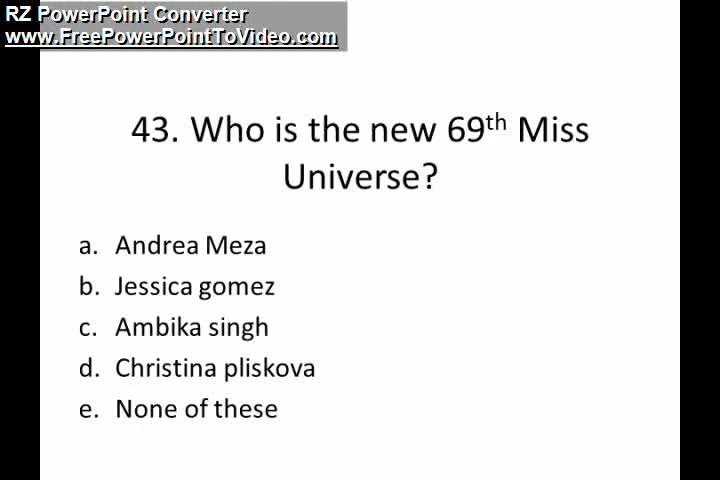 RZ PowerPoint Converter
www.FreePowerPointToVideo.com
43. Who is the new 69th Miss
Universe?
a. Andrea Meza
b. Jessica gomez
c. Ambika singh
d. Christina pliskova
e. None of these